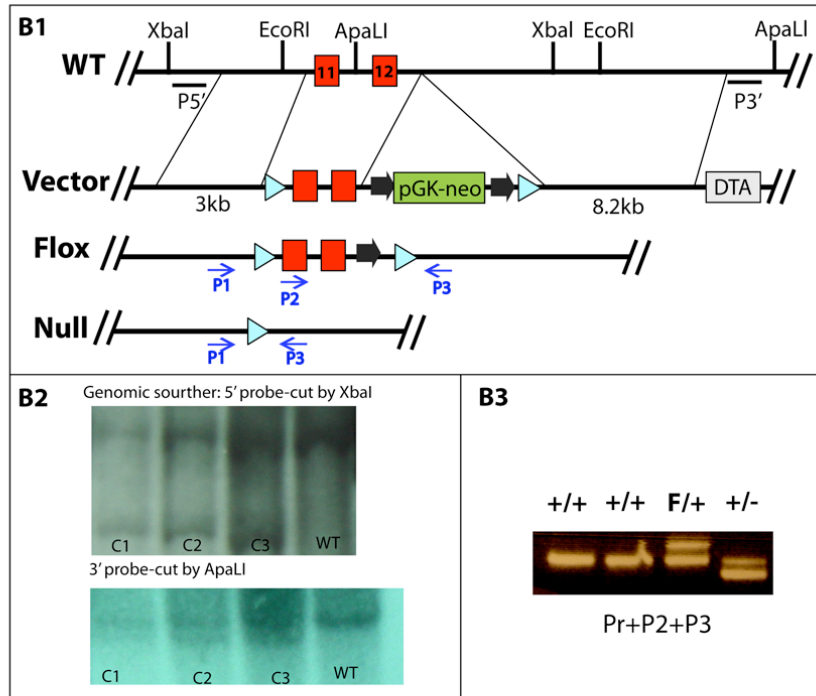 B1
XbaI EcoRI ApaLI XbaI EcoRI ApaLI
WT
11 12
P5' P3'
Vector
pGK-neo
DTA
3kb 8.2kb
Flox
P1 P2 P3
Null
P1 P3
B2
Genomic sourther: 5' probe-cut by XbaI
C1 C2 C3 WT
3' probe-cut by ApaLI
C1 C2 C3 WT
B3
+/+ +/+ F/+ +/-
Pr+P2+P3